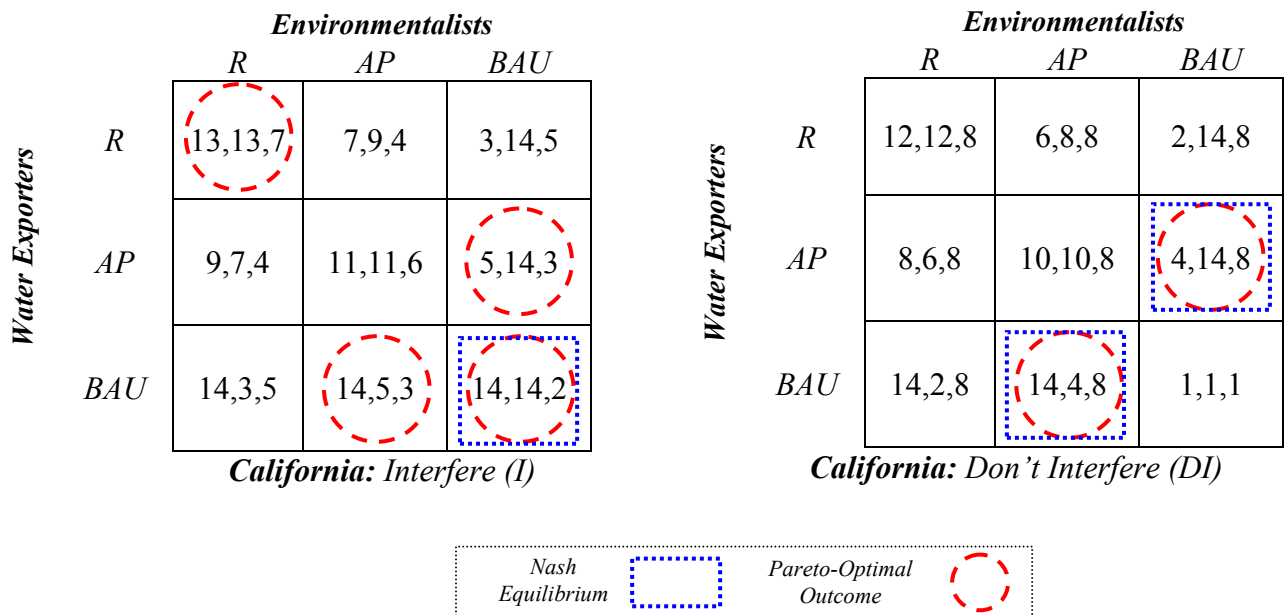 Environmentalists
R AP BAU
Water Exporters
R 13,13,7 7,9,4 3,14,5
AP 9,7,4 11,11,6 5,14,3
BAU 14,3,5 14,5,3 14,14,2
California: Interfere (I)
Environmentalists
R AP BAU
Water Exporters
R 12,12,8 6,8,8 2,14,8
AP 8,6,8 10,10,8 4,14,8
BAU 14,2,8 14,4,8 1,1,1
California: Don't Interfere (DI)
Nash
Equilibrium
Pareto-Optimal
Outcome